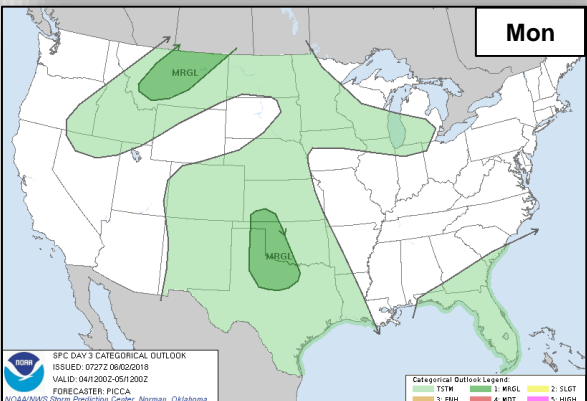 Mon
MRGL
MRGL
NOAA
SPC DAY 3 CATEGORICAL OUTLOOK
ISSUED: 0727Z 06/02/2018
VALID: 04/1200Z-05/1200Z
FORECASTER: PICCA
NOAA/NWS Storm Prediction Center, Norman, Oklahoma
Categorical Outlook Legend:
TSTM 1: MRGL 2: SLGT
3: ENH 4: MDT 5: HIGH